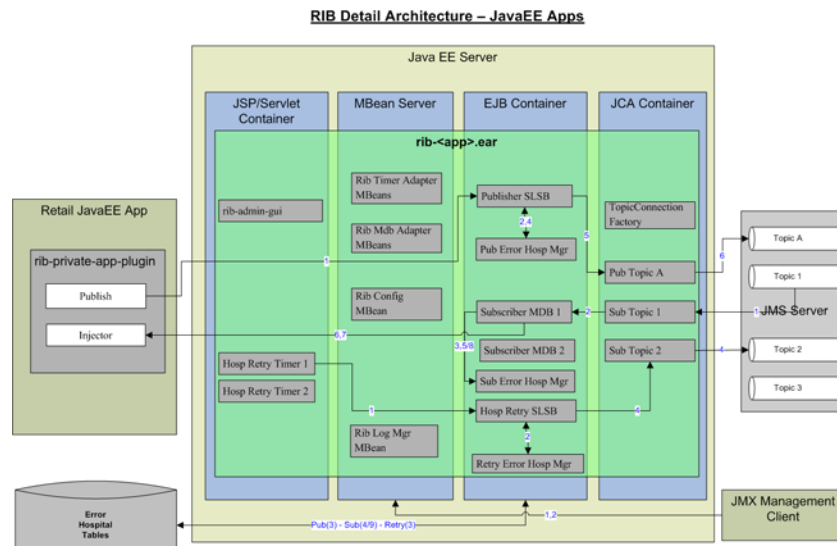 RIB Detail Architecture – JavaEE Apps
Java EE Server
JSP/Servlet
Container
MBean Server
EJB Container
JCA Container
rib-<app>.ear
Retail JavaEE App
rib-private-app-plugin
Publish
Injector
rib-admin-gui
Hosp Retry Timer 1
Hosp Retry Timer 2
Rib Timer Adapter
MBeans
Rib Mdb Adapter
MBeans
Rib Config
MBean
Rib Log Mgr
MBean
Publisher SLSB
2,4
Pub Error Hosp Mgr
Subscriber MDB 1
3,5/8
Subscriber MDB 2
Sub Error Hosp Mgr
Hosp Retry SLSB
2
Retry Error Hosp Mgr
TopicConnection
Factory
Pub Topic A
Sub Topic 1
Sub Topic 2
1
5
6
2
1
6,7
4
1
4
Topic A
Topic 1
JMS Server
Topic 2
Topic 3
Error
Hospital
Tables
Pub(3) - Sub(4/9) - Retry(3)
1,2
JMX Management
Client